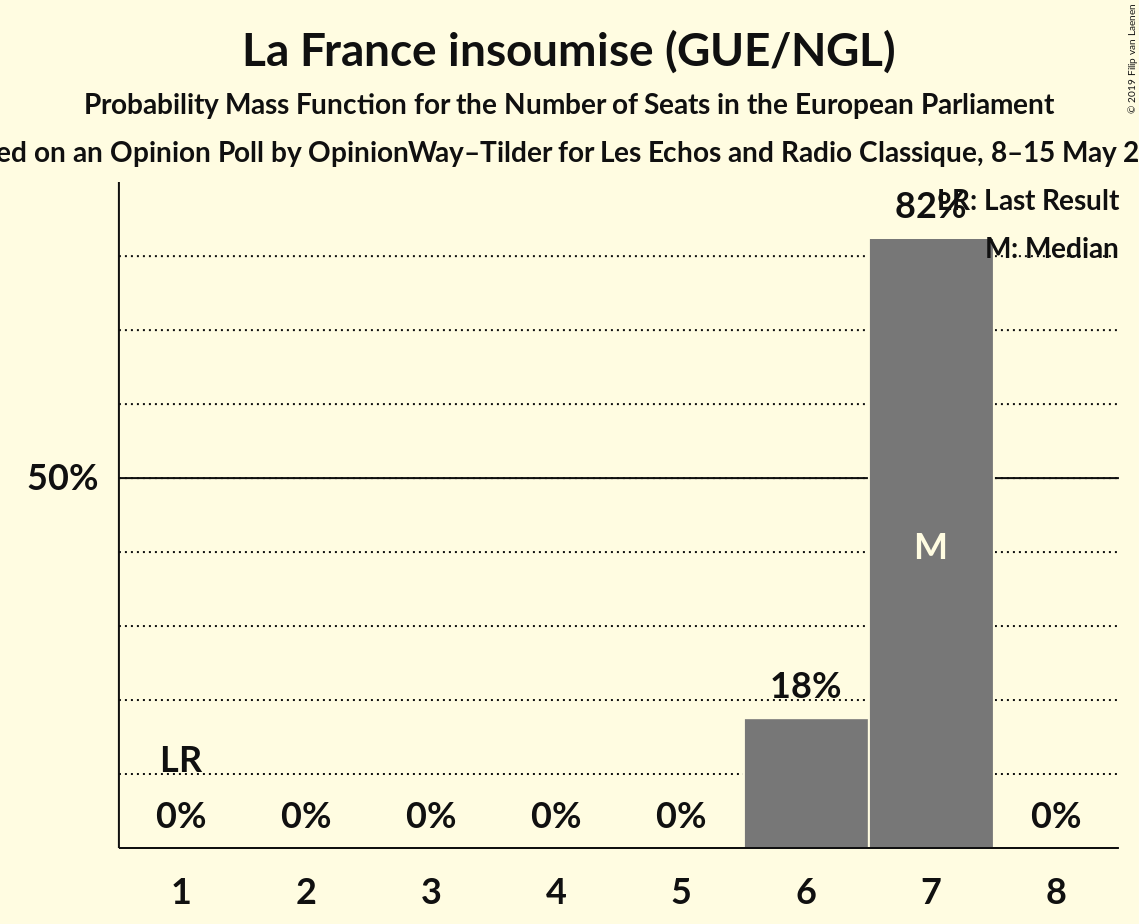 La France insoumise (GUE/NGL)
Probability Mass Function for the Number of Seats in the European Parliament
on an Opinion Poll by OpinionWay–Tilder for Les Echos and Radio Classique, 8–15 May
© 2019 Filip van Laenen
LR: Last Result
M: Median
82%
50%
M
18%
LR
0% 0% 0% 0% 0% 0%
1 2 3 4 5 6 7 8